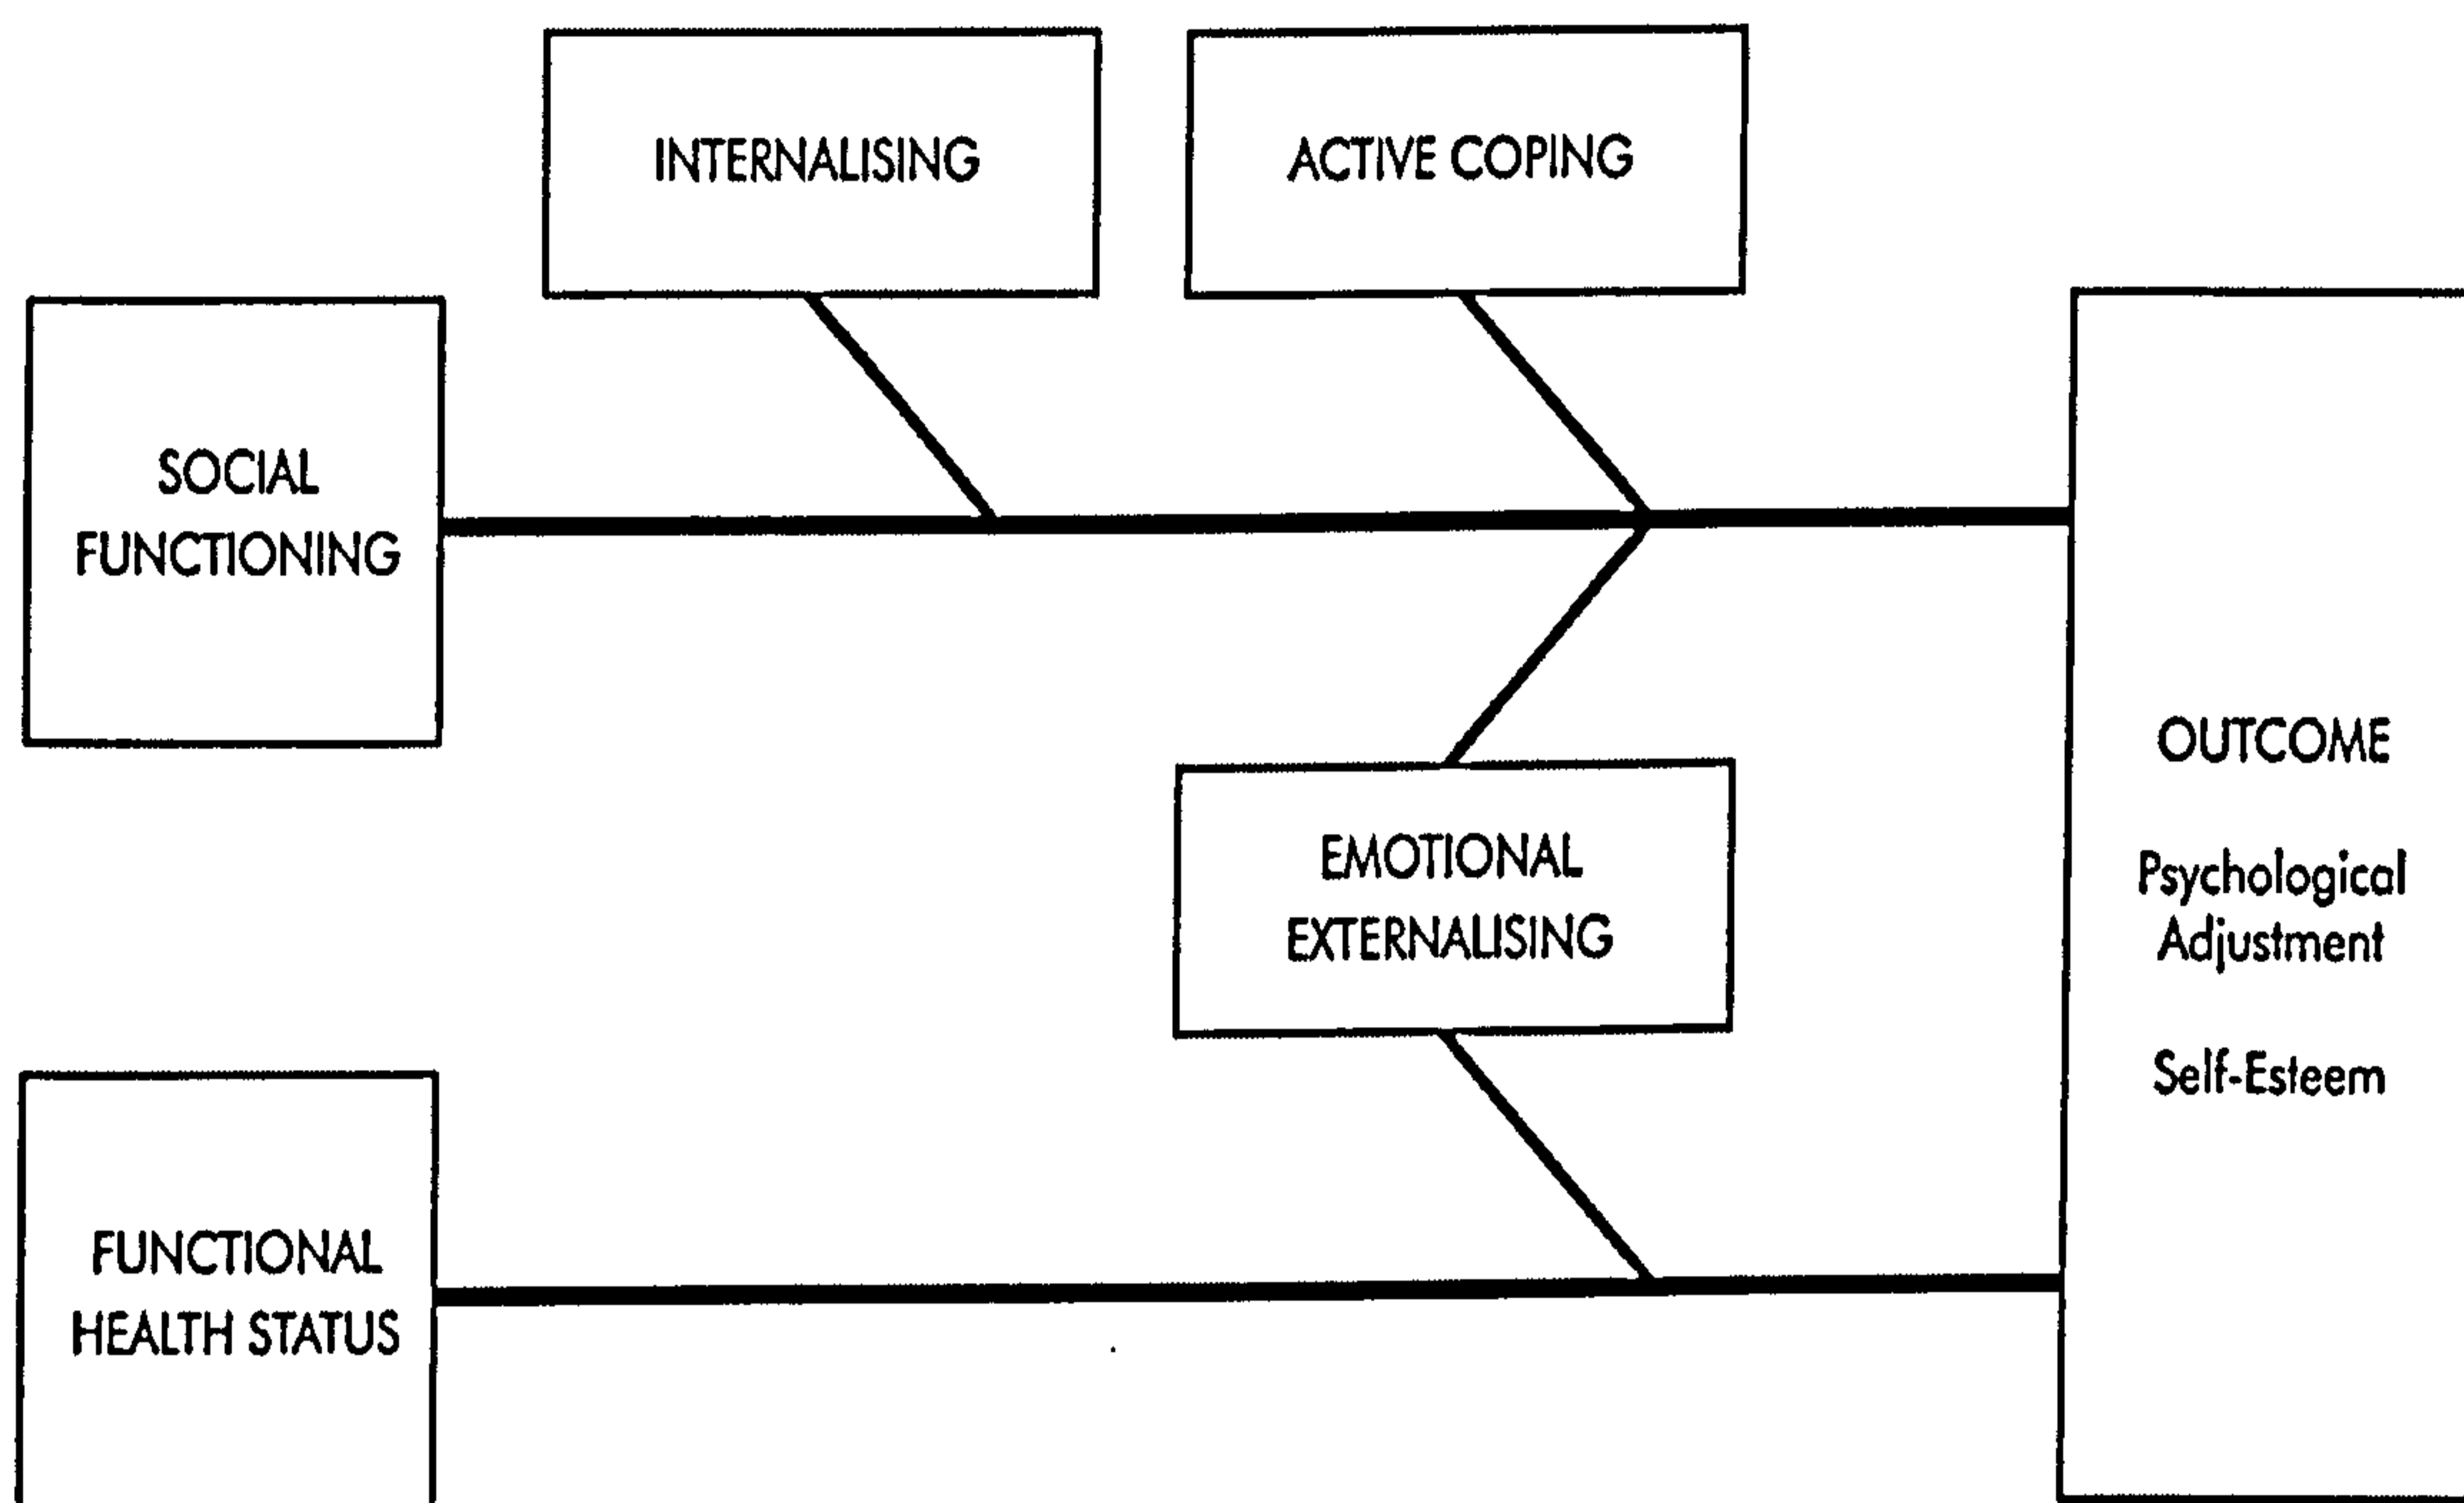 INTERNALISING
ACTIVE COPING
SOCIAL
FUNCTIONING
EMOTIONAL
EXTERNALISING
OUTCOME
Psychological
Adjustment
Self-Esteem
FUNCTIONAL
HEALTH STATUS